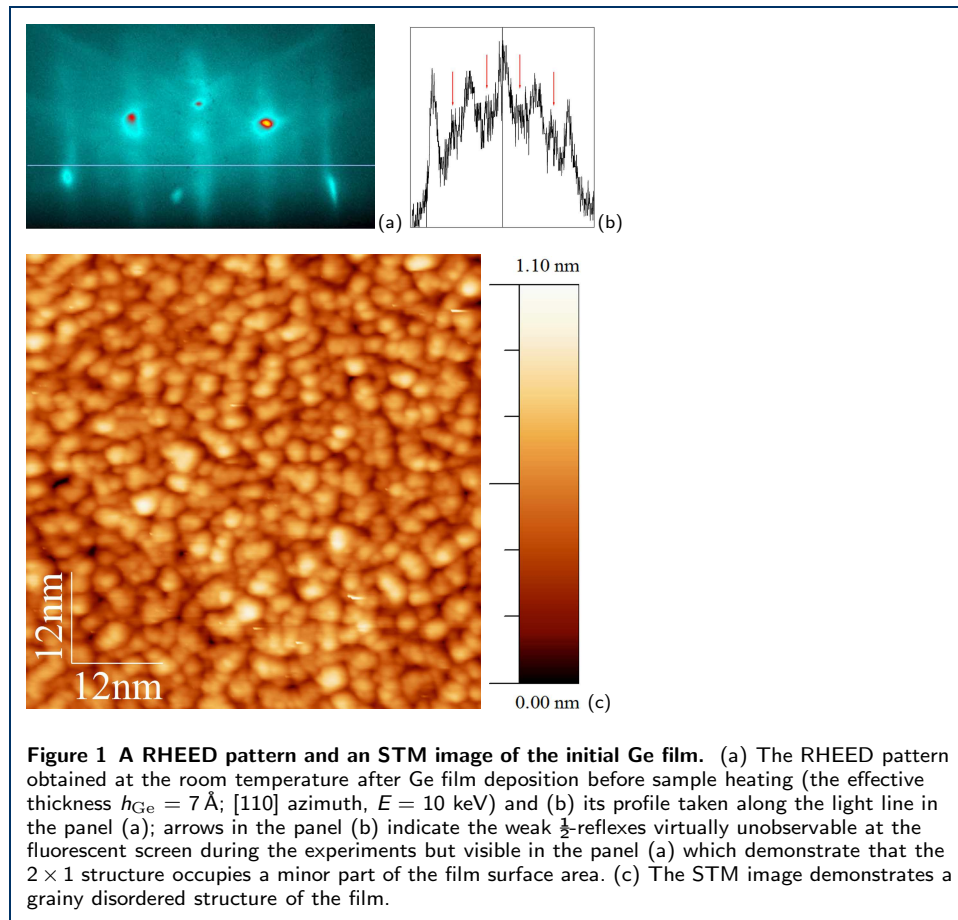 (a)
(b)
1.10 nm
12nm
12nm
0.00 nm
(c)
Figure 1 A RHEED pattern and an STM image of the initial Ge film. (a) The RHEED pattern
obtained at the room temperature after Ge film deposition before sample heating (the effective
thickness hGe = 7 Å; [110] azimuth, E = 10 keV) and (b) its profile taken along the light line in
the panel (a); arrows in the panel (b) indicate the weak ½-reflexes virtually unobservable at the
fluorescent screen during the experiments but visible in the panel (a) which demonstrate that the
2 × 1 structure occupies a minor part of the film surface area. (c) The STM image demonstrates a
grainy disordered structure of the film.